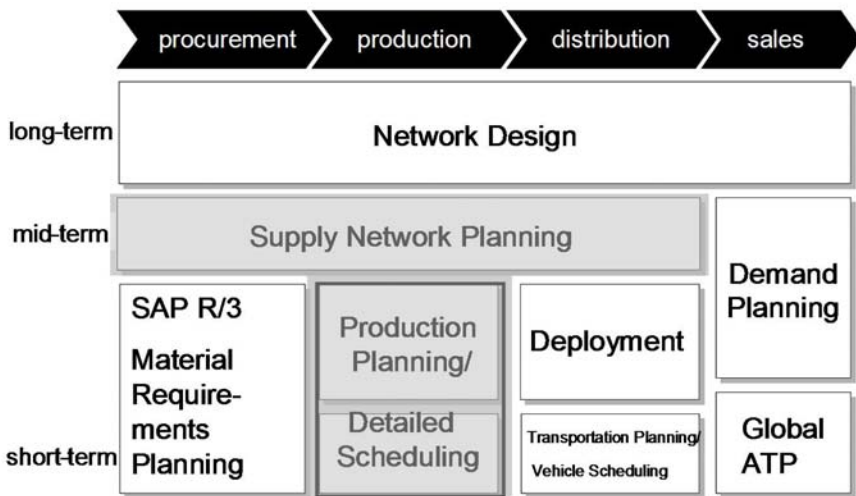 procurement
production
distribution
sales
long-term
Network Design
mid-term
Supply Network Planning
Demand
Planning
SAP R/3
Material
Require-
ments
Planning
Production
Planning/
Detailed
Scheduling
Deployment
Transportation Planning/
Vehicle Scheduling
Global
ATP
short-term